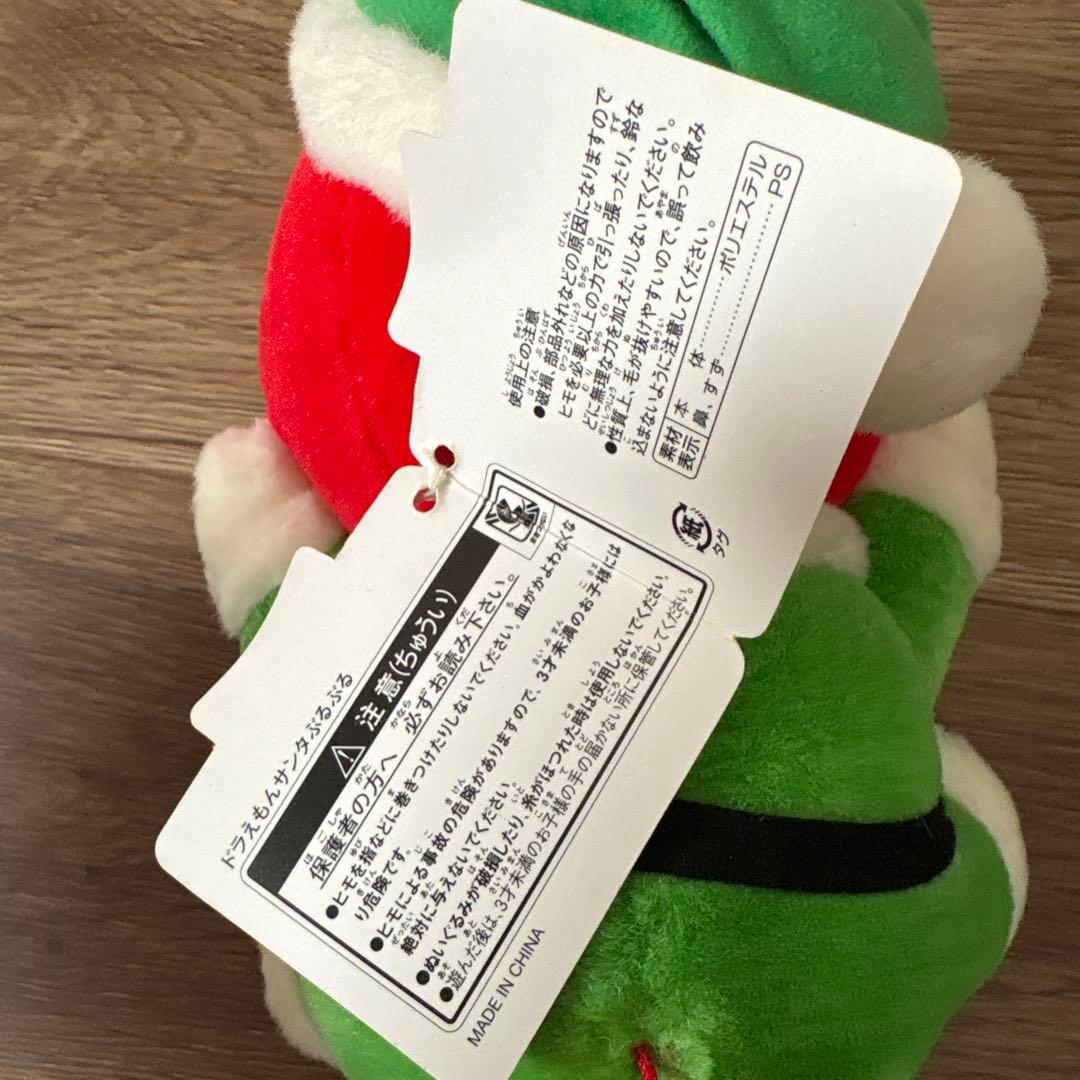 使用上の注意
●破損、部品外れなどの原因になりますので
ヒモを必要以上の力で引っ張ったり、鈴な
どに無理な力を加えたりしないでください。
●性質上、毛が抜けやすいので、誤って飲み
込まないように注意してください。
素材表示
本 体……………ポリエステル
鼻、すず……………………PS
紙
タグ
ドラえもんサンタぶるぶる
注意(ちゅうい)
保護者の方へ 必ずお読み下さい。
●ヒモを指などに巻きつけたりしないでください。血がかよわなくな
り危険です。
●ヒモによる事故の危険がありますので、3才未満のお子様には
絶対に与えないでください。
●ぬいぐるみが破損したり、糸がほつれた時は使用しないでください。
●遊んだ後は、3才未満のお子様の手の届かない所に保管してください。
MADE IN CHINA